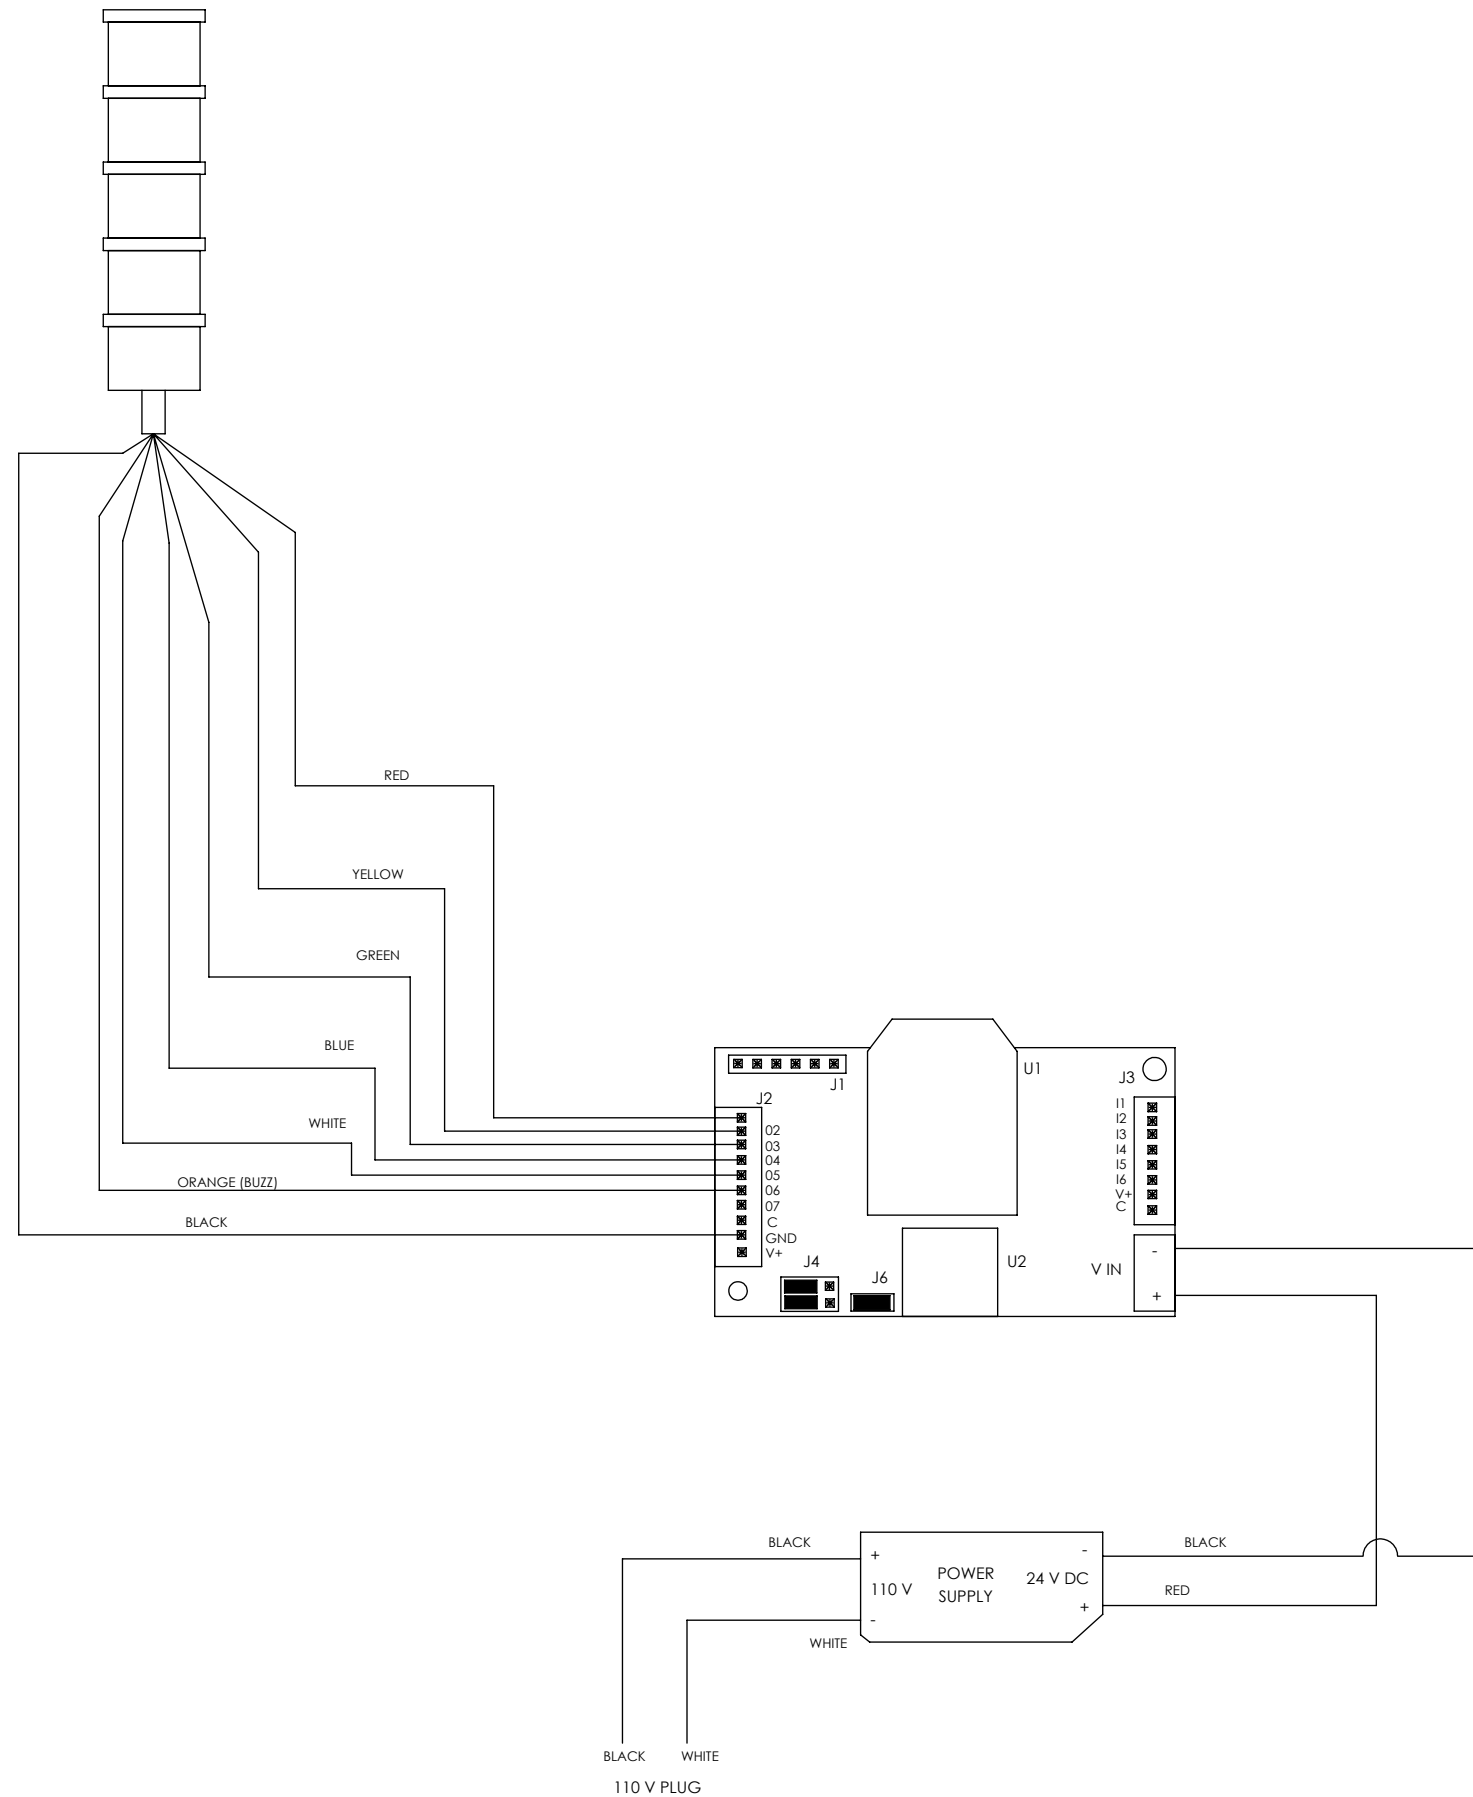 RED
YELLOW
GREEN
BLUE
WHITE
ORANGE (BUZZ)
BLACK
J1
J2
02
03
04
05
06
07
C
GND
V+
J4
J6
U1
U2
J3
I1
I2
I3
I4
I5
I6
V+
C
V IN
-
+
BLACK
WHITE
+
110 V
-
POWER
SUPPLY
-
24 V DC
+
BLACK
RED
BLACK WHITE
110 V PLUG